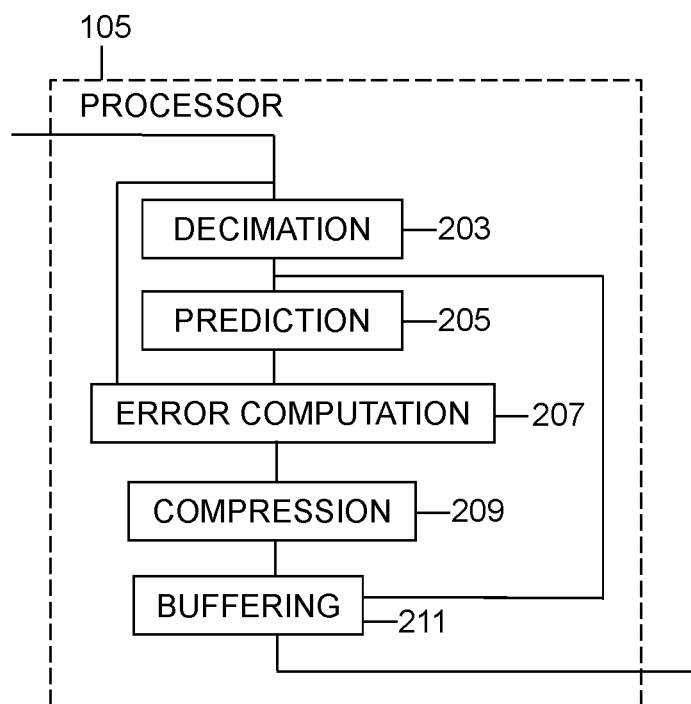 105
PROCESSOR
DECIMATION 203
PREDICTION 205
ERROR COMPUTATION 207
COMPRESSION 209
BUFFERING 211